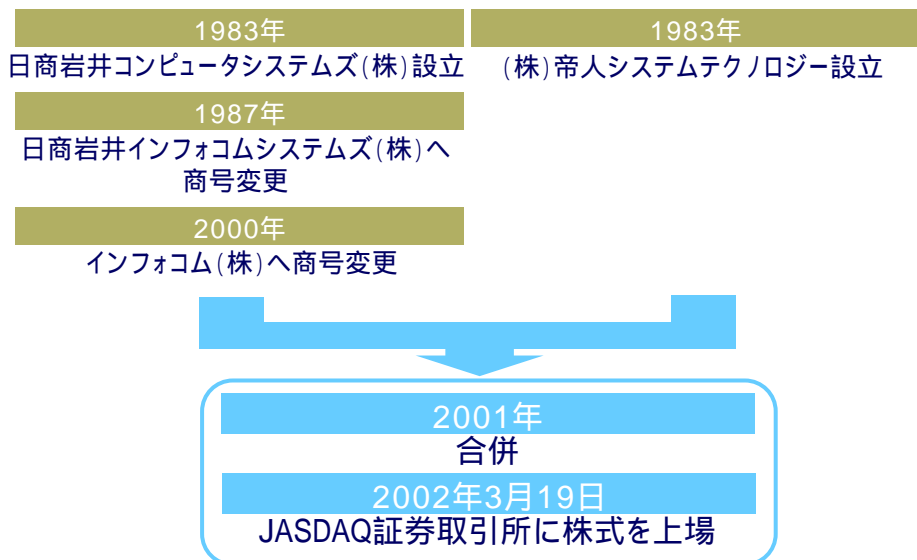 1983年
日商岩井コンピュータシステムズ(株)設立
1987年
日商岩井インフォコムシステムズ(株)へ
商号変更
2000年
インフォコム(株)へ商号変更
1983年
(株)帝人システムテクノロジー設立
2001年
合併
2002年3月19日
JASDAQ証券取引所に株式を上場